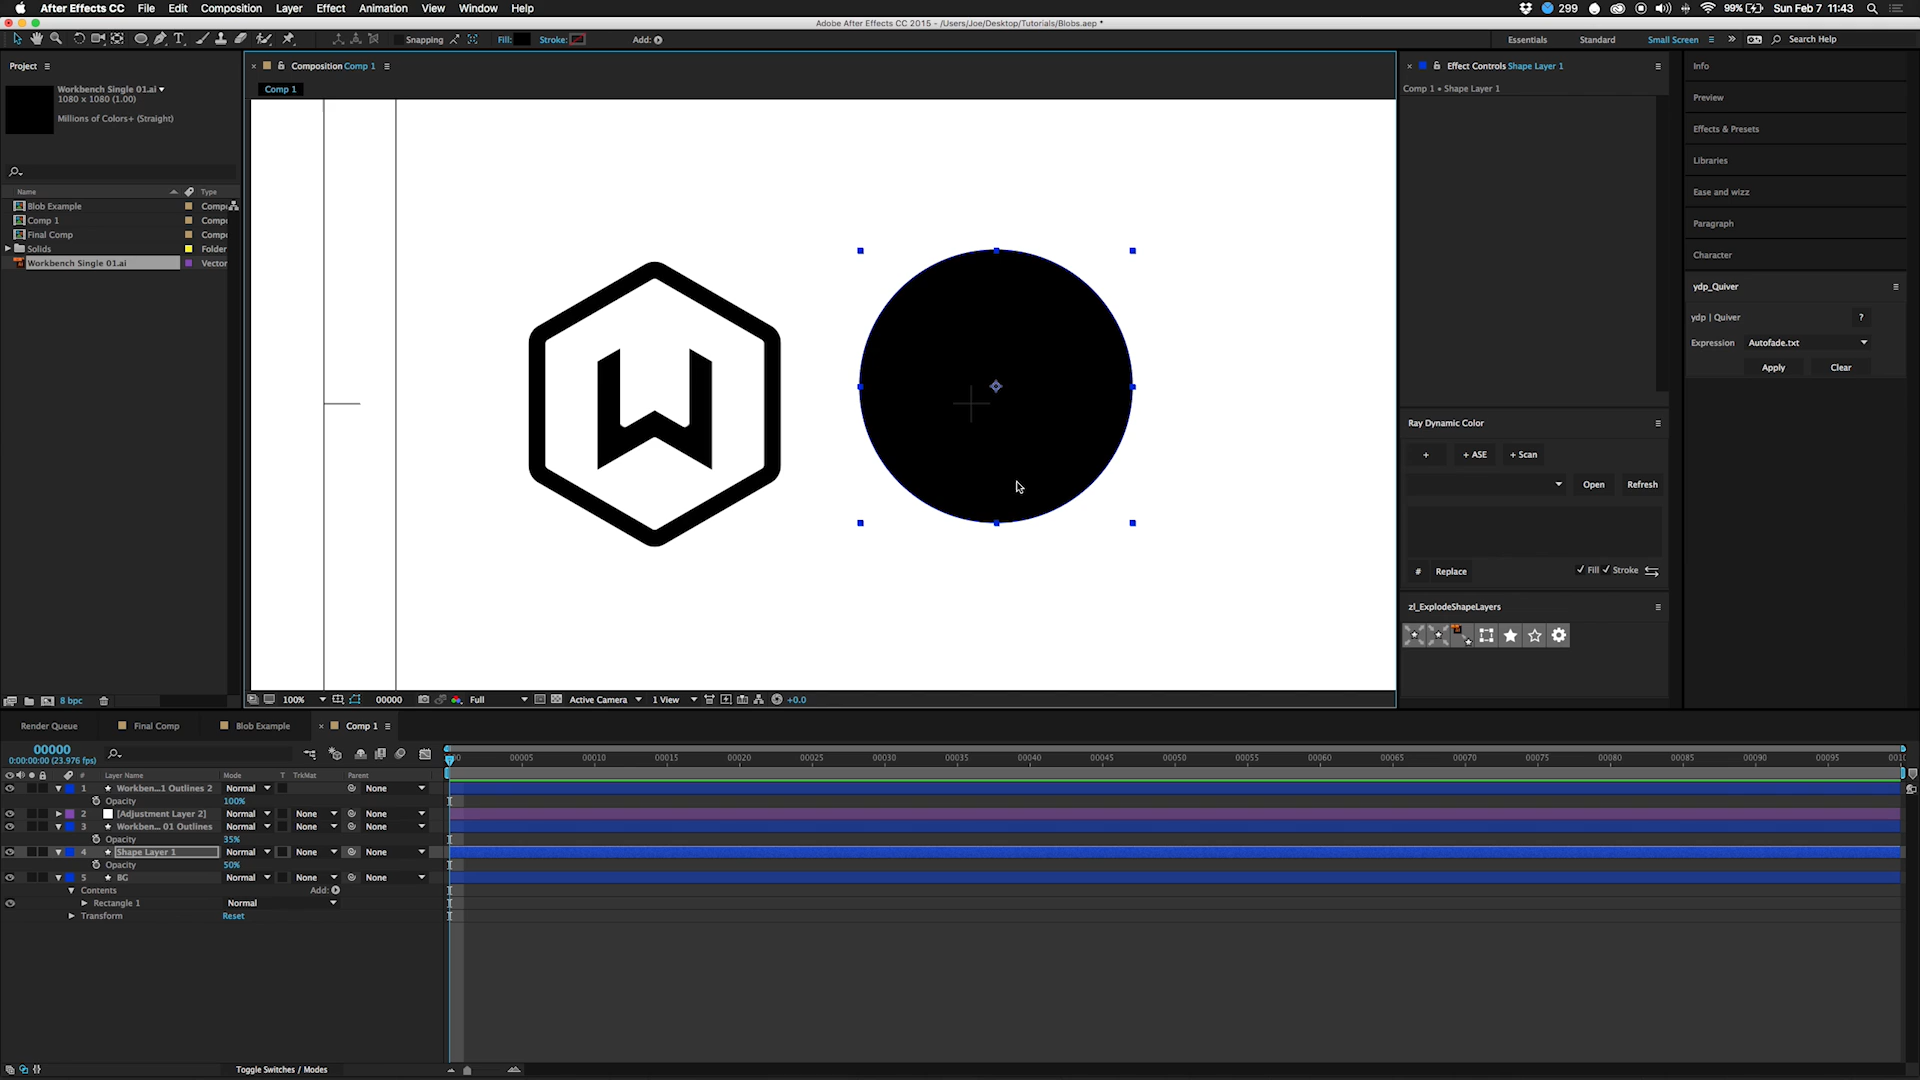 After Effects CC File Edit Composition Layer Effect Animation View Window Help 299 99% Sun Feb 7 11:43
Adobe After Effects CC 2015 - /Users/Joe/Desktop/Tutorials/Blobs.aep *
Snapping Fill: Stroke: Add: Essentials Standard Small Screen Search Help
Project
Workbench Single 01.ai
1080 x 1080 (1.00)
Millions of Colors+ (Straight)
Name Type
Blob Example Comp
Comp 1 Comp
Final Comp Comp
Solids Folder
Workbench Single 01.ai Vector
8 bpc
Composition Comp 1
Comp 1
W
100% 00000 Full Active Camera 1 View +0.0
Effect Controls Shape Layer 1
Comp 1 • Shape Layer 1
Ray Dynamic Color
+ + ASE + Scan
Open Refresh
# Replace Fill Stroke
zl_ExplodeShapeLayers
Info
Preview
Effects & Presets
Libraries
Ease and wizz
Paragraph
Character
ydp_Quiver
ydp | Quiver ?
Expression Autofade.txt
Apply Clear
Render Queue Final Comp Blob Example Comp 1
00000
0:00:00:00 (23.976 fps)
00005 00010 00015 00020 00025 00030 00035 00040 00045 00050 00055 00060 00065 00070 00075 00080 00085 00090 00095
# Layer Name Mode T TrkMat Parent
1 Workben...1 Outlines 2 Normal None
Opacity 100%
2 [Adjustment Layer 2] Normal None None
3 Workben... 01 Outlines Normal None None
Opacity 35%
4 Shape Layer 1 Normal None None
Opacity 50%
5 BG Normal None None
Contents Add:
Rectangle 1 Normal
Transform Reset
Toggle Switches / Modes